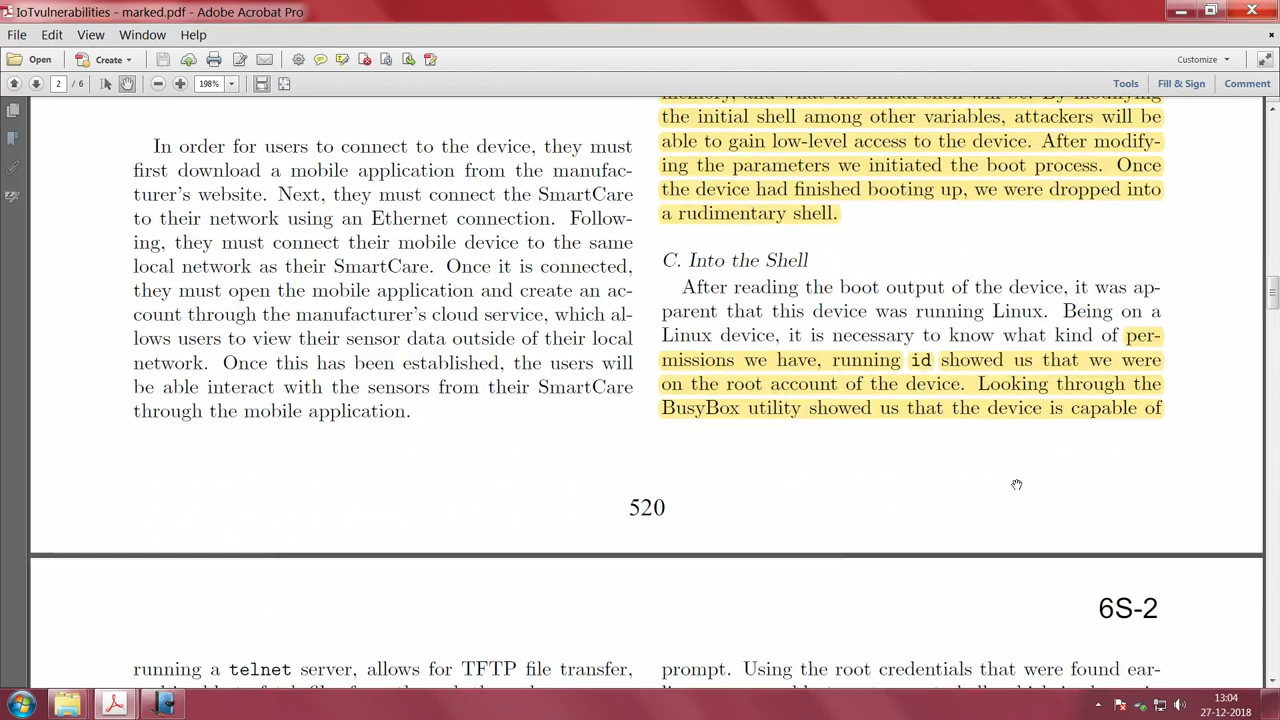 IoTvulnerabilities - marked.pdf - Adobe Acrobat Pro
File Edit View Window Help
Open Create Customize
2 / 6 198% Tools Fill & Sign Comment
In order for users to connect to the device, they must
first download a mobile application from the manufac-
turer's website. Next, they must connect the SmartCare
to their network using an Ethernet connection. Follow-
ing, they must connect their mobile device to the same
local network as their SmartCare. Once it is connected,
they must open the mobile application and create an ac-
count through the manufacturer's cloud service, which al-
lows users to view their sensor data outside of their local
network. Once this has been established, the users will
be able interact with the sensors from their SmartCare
through the mobile application.
memory, and what the initial shell will be. By modifying
the initial shell among other variables, attackers will be
able to gain low-level access to the device. After modify-
ing the parameters we initiated the boot process. Once
the device had finished booting up, we were dropped into
a rudimentary shell.
C. Into the Shell
After reading the boot output of the device, it was ap-
parent that this device was running Linux. Being on a
Linux device, it is necessary to know what kind of per-
missions we have, running id showed us that we were
on the root account of the device. Looking through the
BusyBox utility showed us that the device is capable of
520
6S-2
running a telnet server, allows for TFTP file transfer,
prompt. Using the root credentials that were found ear-
13:04
27-12-2018